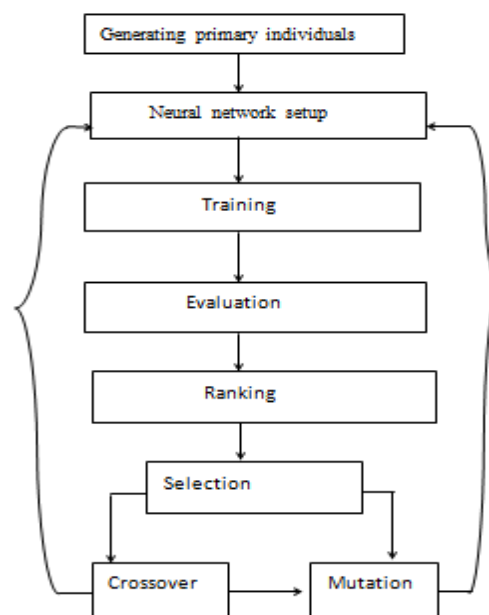 Generating primary individuals
Neural network setup
Training
Evaluation
Ranking
Selection
Crossover
Mutation